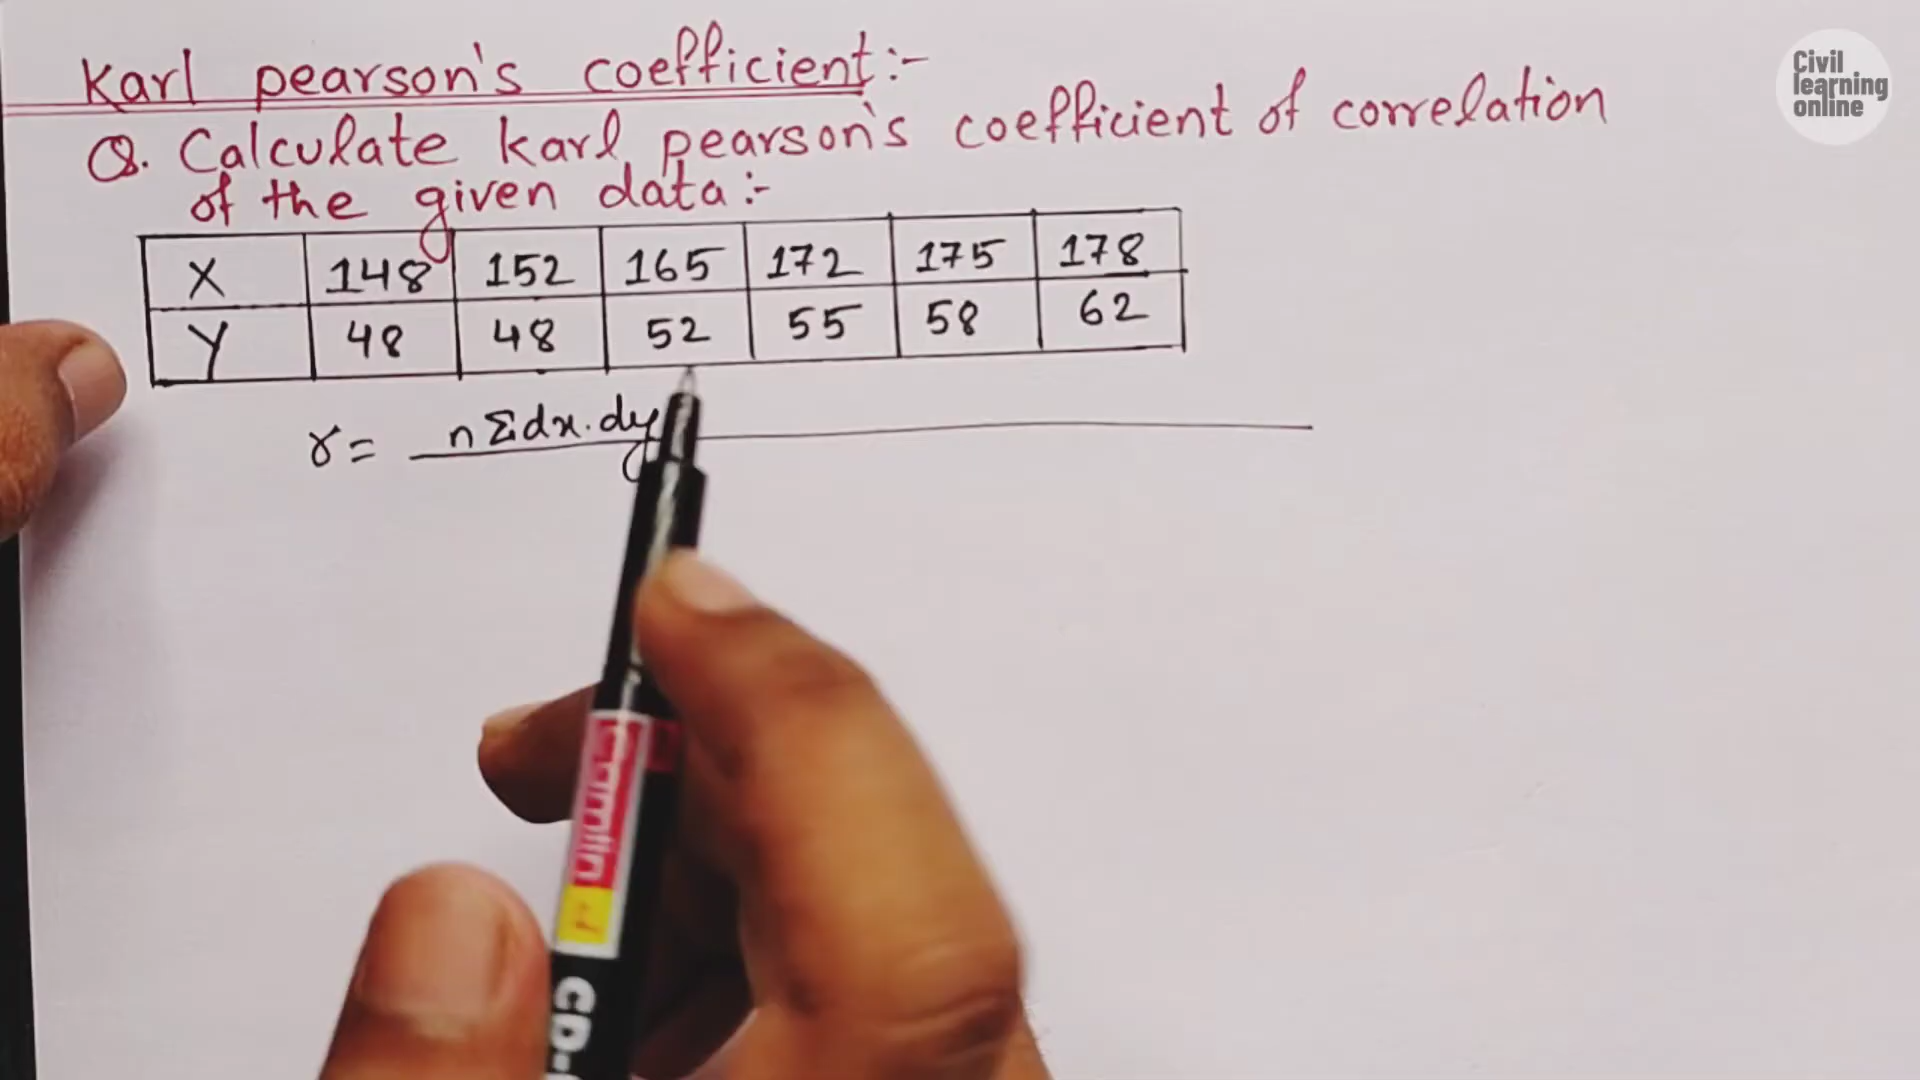 Karl pearson's coefficient:-
Q. Calculate Karl pearson's coefficient of correlation
of the given data:-
X 148 152 165 172 175 178
Y 48 48 52 55 58 62
r = nΣdx.dy
Civil
learning
online